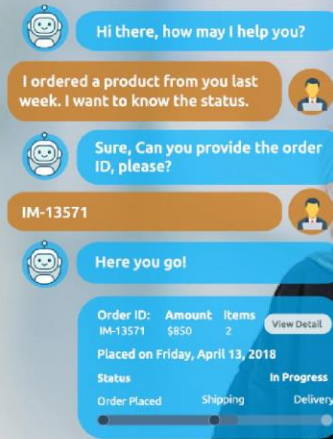 Hi there, how may I help you?
I ordered a product from you last
week. I want to know the status.
Sure, Can you provide the order
ID, please?
IM-13571
Here you go!
Order ID: Amount Items
IM-13571 $850 2
View Detail
Placed on Friday, April 13, 2018
Status In Progress
Order Placed Shipping Delivery